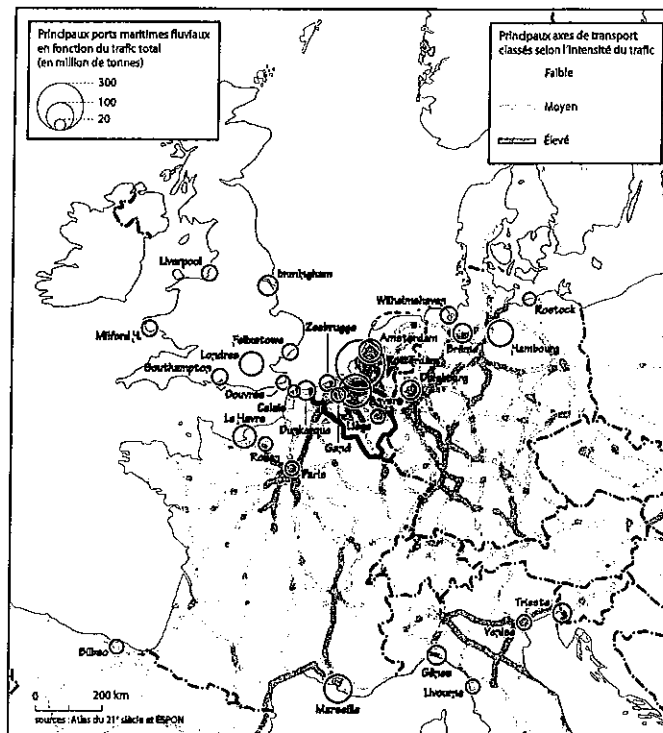 Principaux ports maritimes fluviaux
en fonction du trafic total
(en million de tonnes)
300
100
20
Principaux axes de transport
classés selon l'intensité du trafic
Faible
Moyen
Élevé
Liverpool
Immingham
Milford H.
Felixstowe
Londres
Southampton
Douvres
Calais
Zeebrugge
Dunkerque
Gand
Liège
Anvers
Amsterdam
Rotterdam
Duisbourg
Wilhelmshaven
Brême
Hambourg
Rostock
Le Havre
Rouen
Paris
Bilbao
Marseille
Gênes
Livourne
Venise
Trieste
0 200 km
sources : Atlas du 21e siècle et ESPON